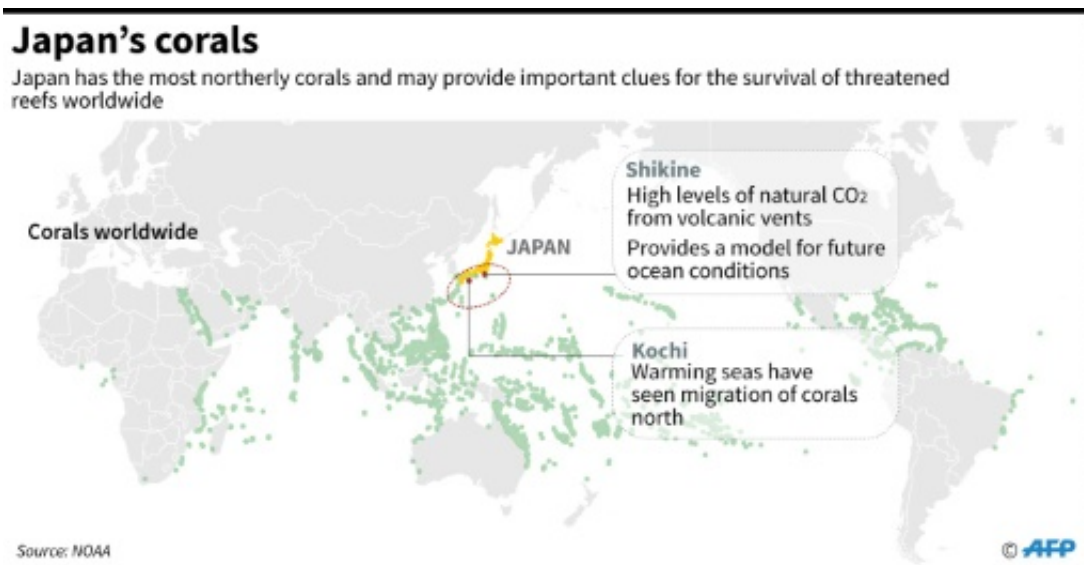 Japan's corals
Japan has the most northerly corals and may provide important clues for the survival of threatened
reefs worldwide
Corals worldwide
JAPAN
Shikine
High levels of natural CO2
from volcanic vents
Provides a model for future
ocean conditions
Kochi
Warming seas have
seen migration of corals
north
Source: NOAA
© AFP